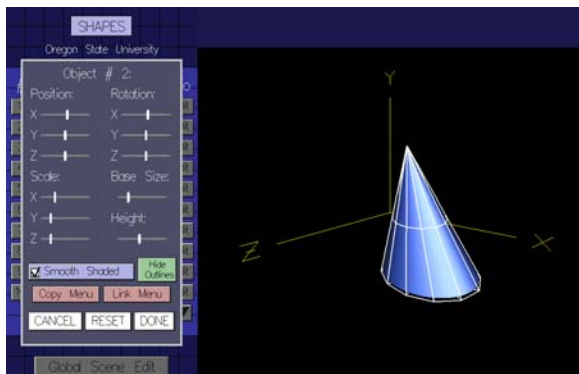 SHAPES
Oregon State University
Object # 2:
Position: Rotation:
X X
Y Y
Z Z
Scale: Base Size:
X
Y Height:
Z
Smooth Shaded Hide Outlines
Copy Menu Link Menu
CANCEL RESET DONE
Global Scene Edit
Y
Z
X